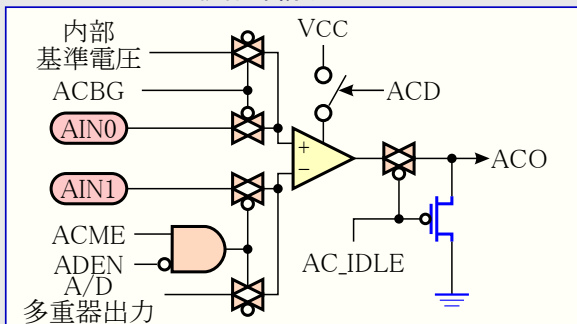 内部
基準電圧
VCC
ACBG
ACD
AIN0
+
−
ACO
AIN1
ACME
ADEN
AC_IDLE
A/D
多重器出力